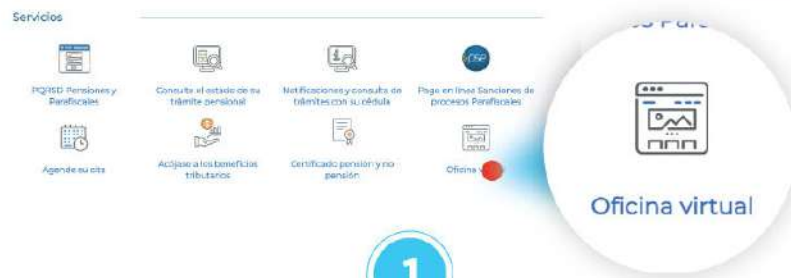 Servicios
PQRSD Pensiones y
Parafiscales
Consulte el estado de su
trámite pensional
Notificaciones y consulta de
trámites con su cédula
pse
Pago en línea Sanciones de
procesos Parafiscales
Agende su cita
Acójase a los beneficios
tributarios
Certificado pensión y no
pensión
Oficina
Oficina virtual
1